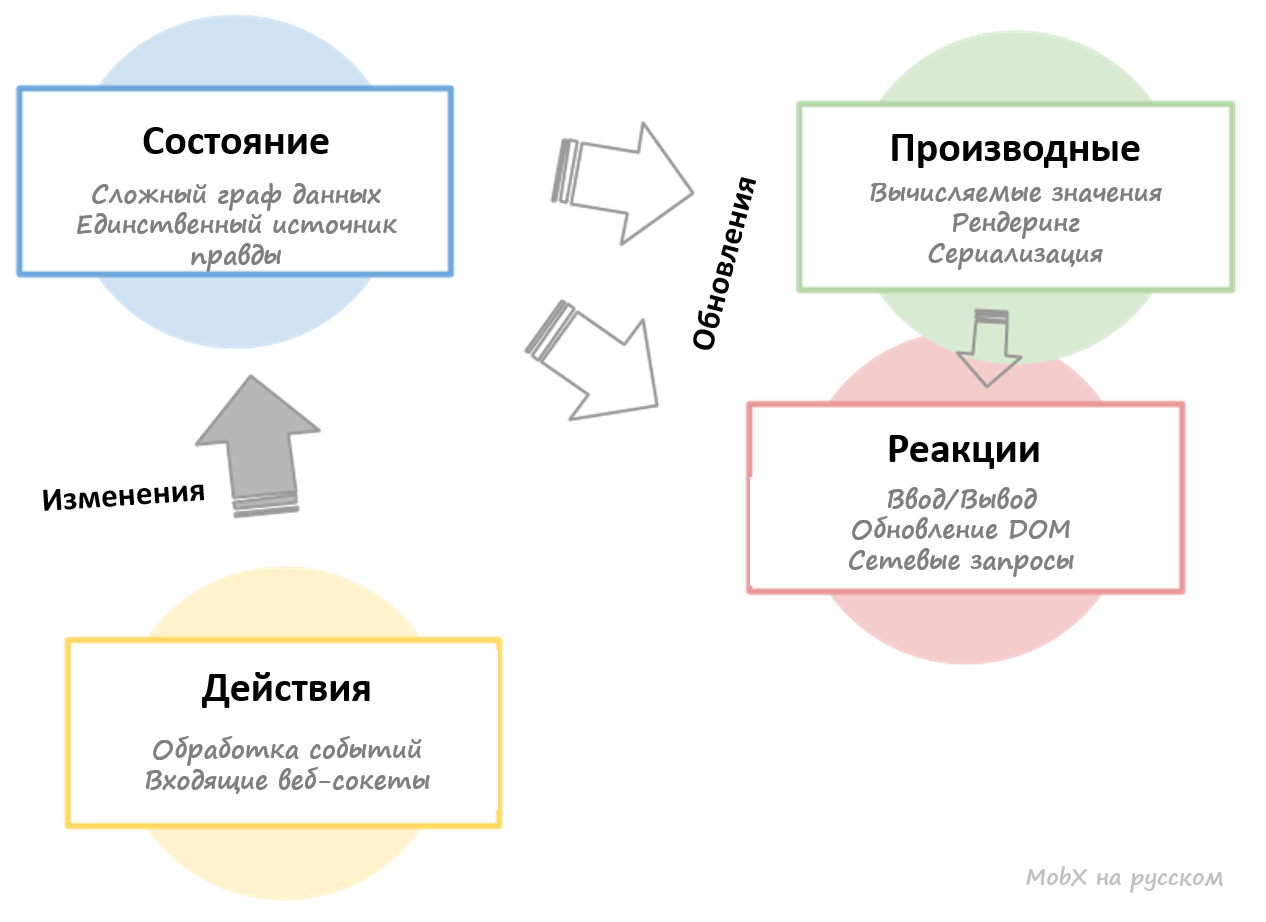 Состояние
Сложный граф данных
Единственный источник
правды
Обновления
Производные
Вычисляемые значения
Рендеринг
Сериализация
Реакции
Ввод/Вывод
Обновление DOM
Сетевые запросы
Изменения
Действия
Обработка событий
Входящие веб-сокеты
MobX на русском